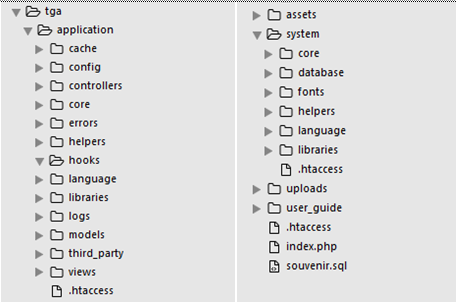 tga
application
cache
config
controllers
core
errors
helpers
hooks
language
libraries
logs
models
third_party
views
.htaccess
assets
system
core
database
fonts
helpers
language
libraries
.htaccess
uploads
user_guide
.htaccess
index.php
souvenir.sql